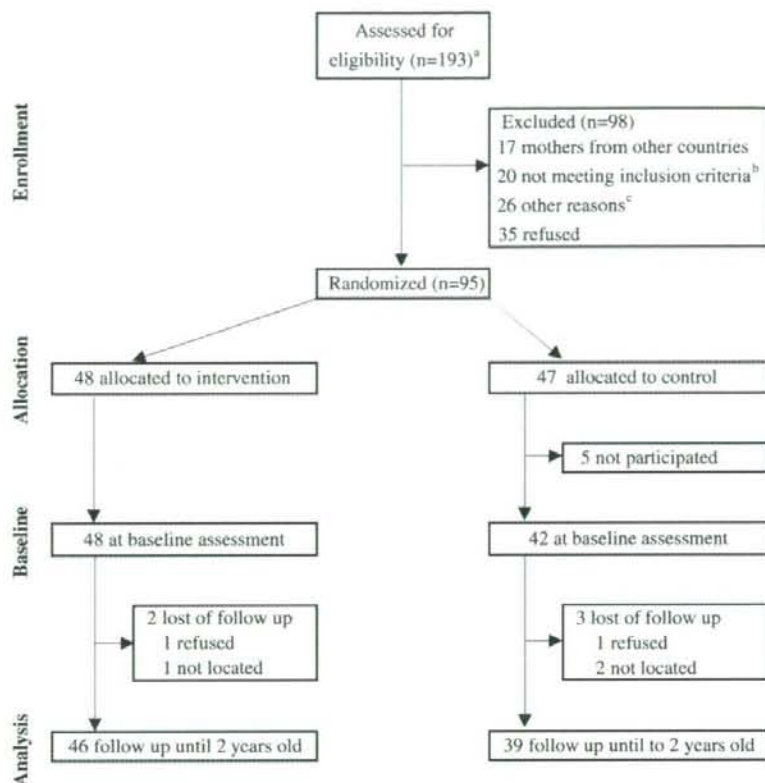 Assessed for
eligibility (n=193)a
Enrollment
Excluded (n=98)
17 mothers from other countries
20 not meeting inclusion criteriab
26 other reasonsc
35 refused
Randomized (n=95)
Allocation
48 allocated to intervention
47 allocated to control
5 not participated
Baseline
48 at baseline assessment
42 at baseline assessment
2 lost of follow up
1 refused
1 not located
3 lost of follow up
1 refused
2 not located
Analysis
46 follow up until 2 years old
39 follow up until to 2 years old